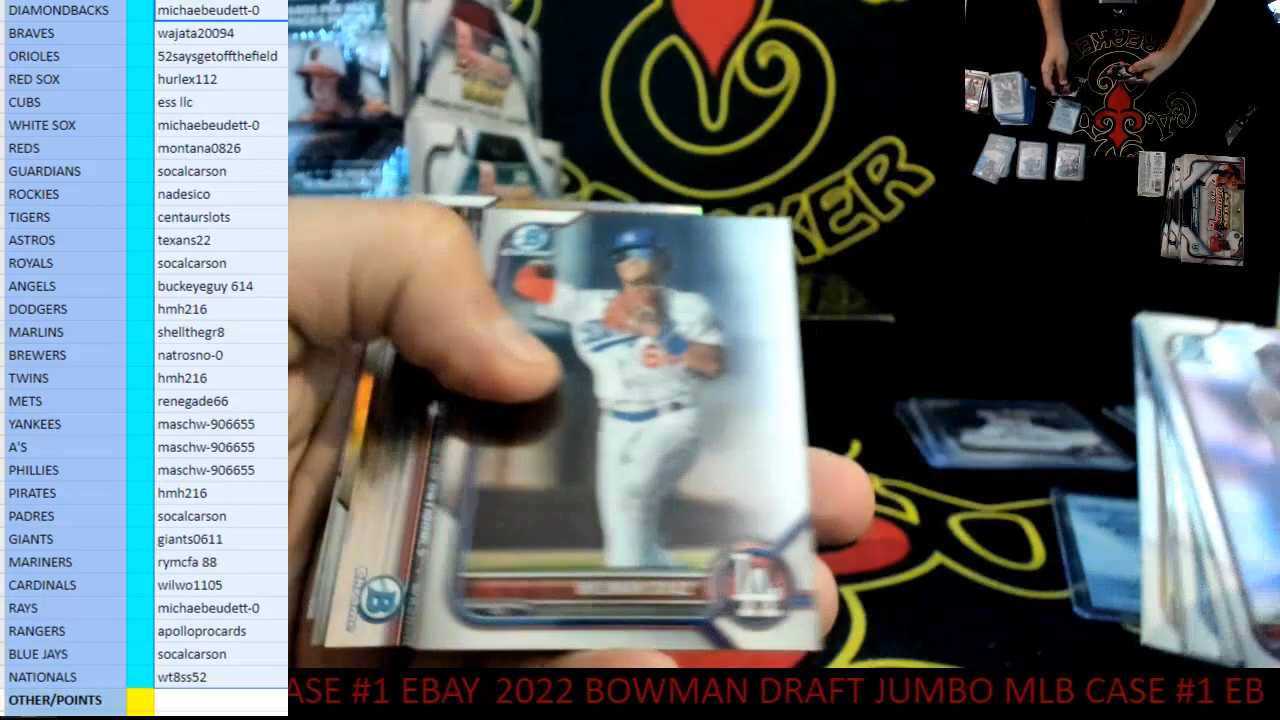 DIAMONDBACKS michaebeudett-0
BRAVES wajata20094
ORIOLES 52saysgetoffthefield
RED SOX hurlex112
CUBS ess llc
WHITE SOX michaebeudett-0
REDS montana0826
GUARDIANS socalcarson
ROCKIES nadesico
TIGERS centaurslots
ASTROS texans22
ROYALS socalcarson
ANGELS buckeyeguy 614
DODGERS hmh216
MARLINS shellthegr8
BREWERS natrosno-0
TWINS hmh216
METS renegade66
YANKEES maschw-906655
A'S maschw-906655
PHILLIES maschw-906655
PIRATES hmh216
PADRES socalcarson
GIANTS giants0611
MARINERS rymcfa 88
CARDINALS wilwo1105
RAYS michaebeudett-0
RANGERS apolloprocards
BLUE JAYS socalcarson
NATIONALS wt8ss52
OTHER/POINTS
KER
ASE #1 EBAY 2022 BOWMAN DRAFT JUMBO MLB CASE #1 EB